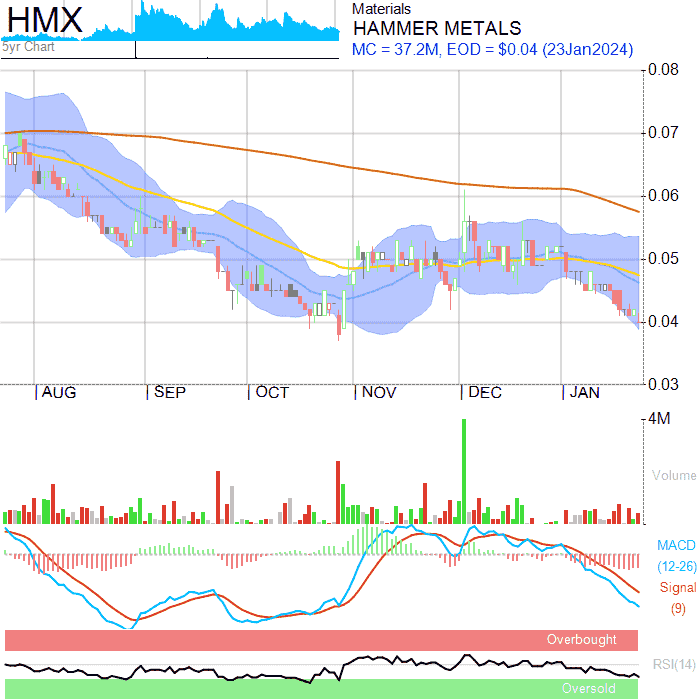 HMX
5yr Chart
Materials
HAMMER METALS
MC = 37.2M, EOD = $0.04 (23Jan2024)
0.08
0.07
0.06
0.05
0.04
0.03
AUG SEP OCT NOV DEC JAN
4M
Volume
MACD
(12-26)
Signal
(9)
Overbought
RSI(14)
Oversold